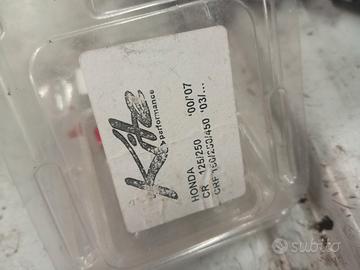 Kite
Performance
HONDA
CR 125/250 '00/'07
CRF 150/250/450 '03/...
subito